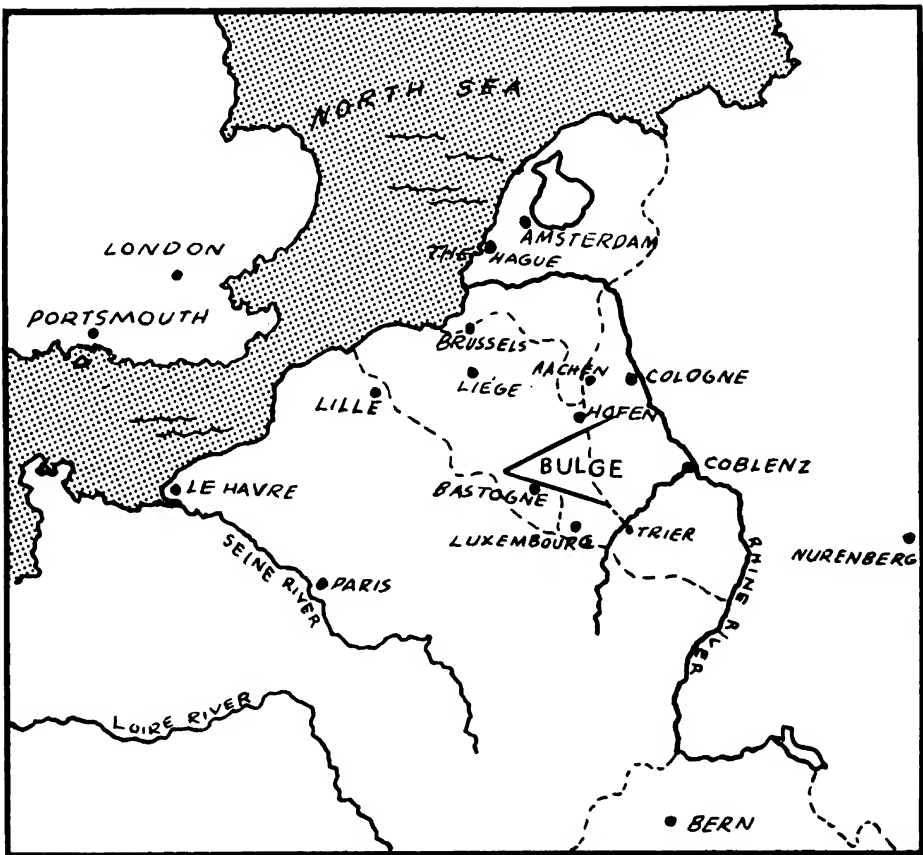 NORTH SEA
AMSTERDAM
THE HAGUE
LONDON
PORTSMOUTH
BRUSSELS
AACHEN
COLOGNE
LIÉGE
LILLE
HOFEN
BULGE
COBLENZ
BASTOGNE
LE HAVRE
LUXEMBOURG
TRIER
NURENBERG
SEINE RIVER
PARIS
RHINE RIVER
LOIRE RIVER
BERN